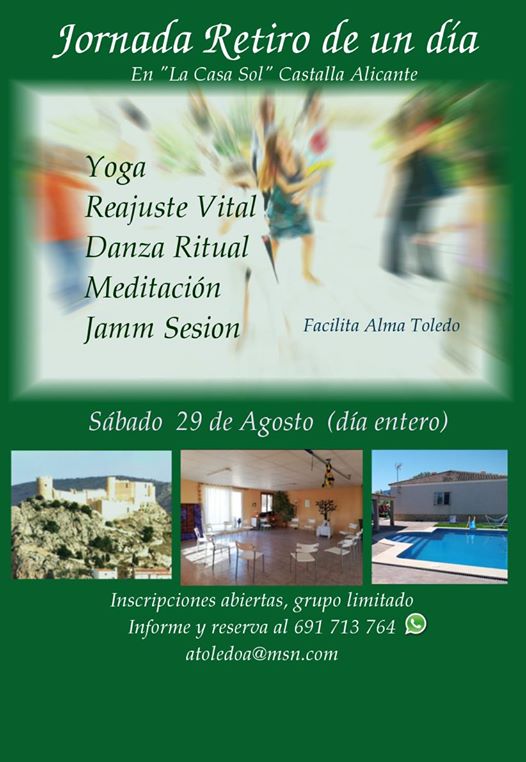 Jornada Retiro de un día
En "La Casa Sol" Castalla Alicante
Yoga
Reajuste Vital
Danza Ritual
Meditación
Jamm Sesion
Facilita Alma Toledo
Sábado 29 de Agosto (día entero)
Inscripciones abiertas, grupo limitado
Informe y reserva al 691 713 764
atoledoa@msn.com